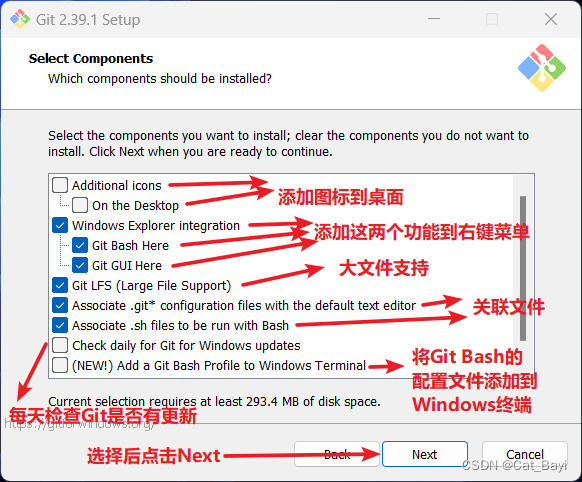 Git 2.39.1 Setup
Select Components
Which components should be installed?
Select the components you want to install; clear the components you do not want to
install. Click Next when you are ready to continue.
Additional icons
添加图标到桌面
On the Desktop
Windows Explorer integration
添加这两个功能到右键菜单
Git Bash Here
Git GUI Here
大文件支持
Git LFS (Large File Support)
Associate .git* configuration files with the default text editor
关联文件
Associate .sh files to be run with Bash
Check daily for Git for Windows updates
(NEW!) Add a Git Bash Profile to Windows Terminal
将Git Bash的
配置文件添加到
Windows终端
Current selection requires at least 293.4 MB of disk space.
每天检查Git是否有更新
https://gitforwindows.org/
选择后点击Next
Back
Next
Cancel
CSDN @Cat_Bayi